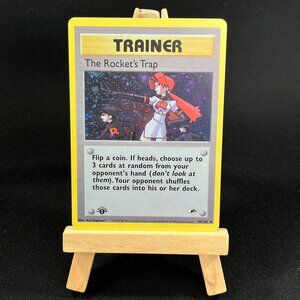 TRAINER
The Rocket's Trap
Flip a coin. If heads, choose up to
3 cards at random from your
opponent's hand (don't look at
them). Your opponent shuffles
those cards into his or her deck.